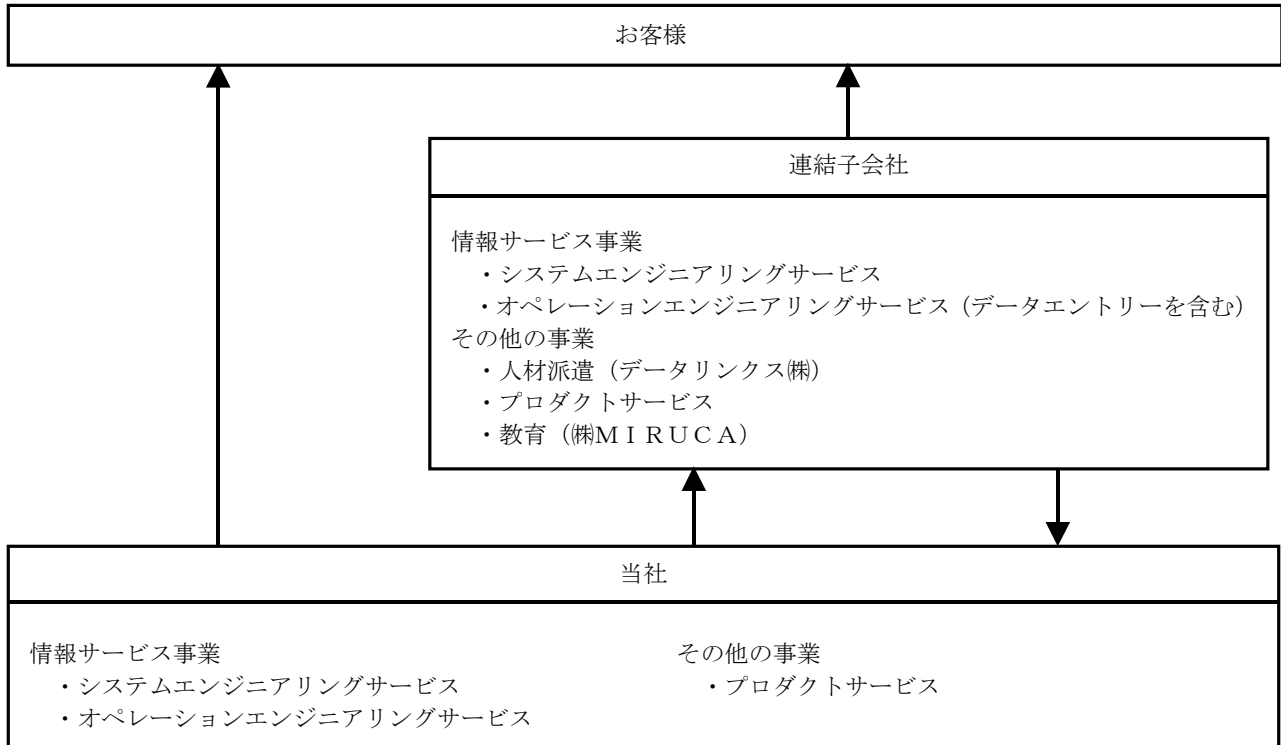 お客様
連結子会社
情報サービス事業
・システムエンジニアリングサービス
・オペレーションエンジニアリングサービス（データエントリーを含む）
その他の事業
・人材派遣（データリンクス㈱）
・プロダクトサービス
・教育（㈱ＭＩＲＵＣＡ）
当社
情報サービス事業
・システムエンジニアリングサービス
・オペレーションエンジニアリングサービス
その他の事業
・プロダクトサービス